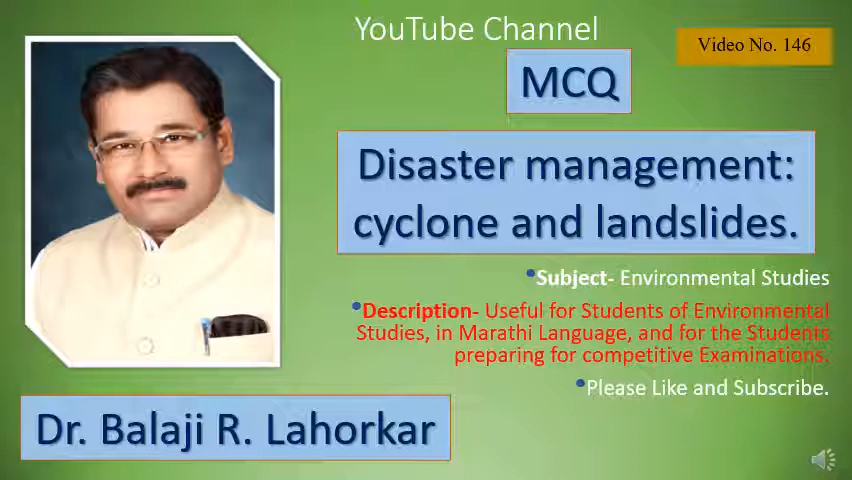 YouTube Channel
Video No. 146
MCQ
Disaster management:
cyclone and landslides.
•Subject- Environmental Studies
•Description- Useful for Students of Environmental
Studies, in Marathi Language, and for the Students
preparing for competitive Examinations.
•Please Like and Subscribe.
Dr. Balaji R. Lahorkar